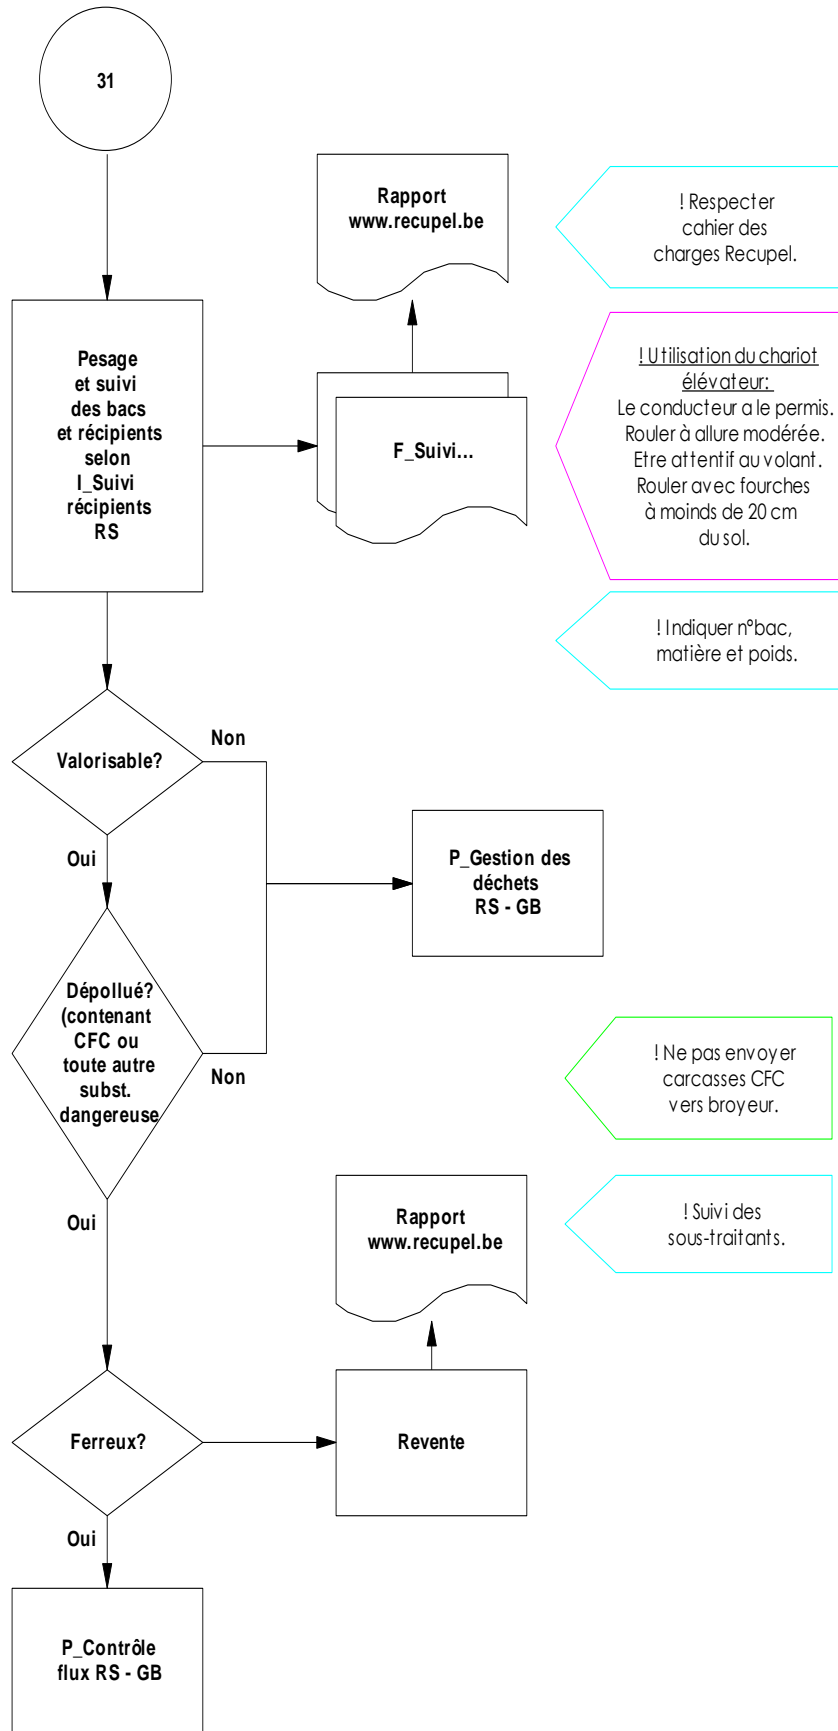 31
Rapport
www.recupel.be
! Respecter
cahier des
charges Recupel.
Pesage
et suivi
des bacs
et récipients
selon
I_Suivi
récipients
RS
F_Suivi...
! Utilisation du chariot
élévateur:
Le conducteur a le permis.
Rouler à allure modérée.
Etre attentif au volant.
Rouler avec fourches
à moinds de 20 cm
du sol.
! Indiquer n°bac,
matière et poids.
Valorisable?
Non
Oui
P_Gestion des
déchets
RS - GB
Dépollué?
(contenant
CFC ou
toute autre
subst.
dangereuse
Non
Oui
! Ne pas envoyer
carcasses CFC
vers broyeur.
Rapport
www.recupel.be
! Suivi des
sous-traitants.
Ferreux?
Revente
Oui
P_Contrôle
flux RS - GB